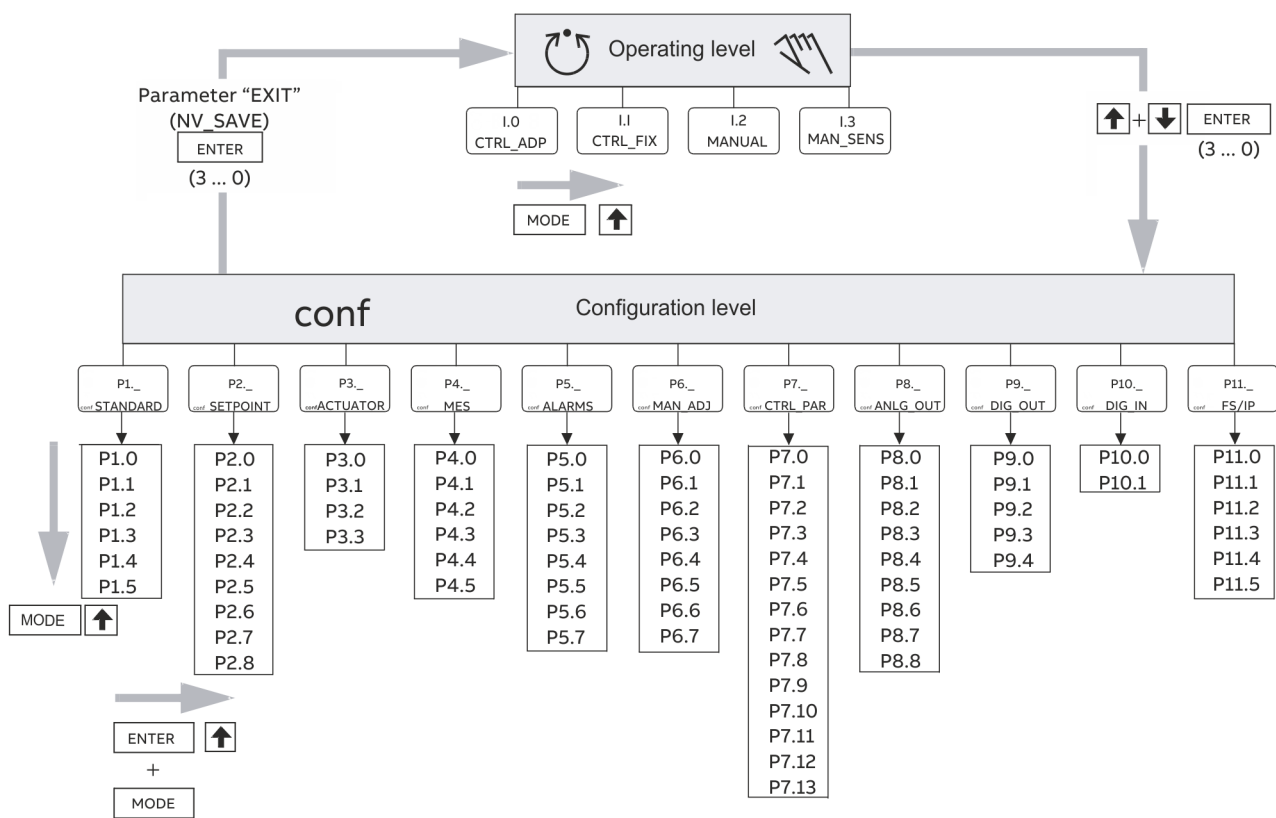 Operating level
Parameter “EXIT”
(NV_SAVE)
ENTER
(3 ... 0)
I.0
CTRL_ADP
I.1
CTRL_FIX
I.2
MANUAL
I.3
MAN_SENS
+
ENTER
(3 ... 0)
MODE
conf
Configuration level
P1._
conf STANDARD
P2._
conf SETPOINT
P3._
conf ACTUATOR
P4._
conf MES
P5._
conf ALARMS
P6._
conf MAN_ADJ
P7._
conf CTRL_PAR
P8._
conf ANLG_OUT
P9._
conf DIG_OUT
P10._
conf DIG_IN
P11._
conf FS/IP
P1.0
P1.1
P1.2
P1.3
P1.4
P1.5
P2.0
P2.1
P2.2
P2.3
P2.4
P2.5
P2.6
P2.7
P2.8
P3.0
P3.1
P3.2
P3.3
P4.0
P4.1
P4.2
P4.3
P4.4
P4.5
P5.0
P5.1
P5.2
P5.3
P5.4
P5.5
P5.6
P5.7
P6.0
P6.1
P6.2
P6.3
P6.4
P6.5
P6.6
P6.7
P7.0
P7.1
P7.2
P7.3
P7.4
P7.5
P7.6
P7.7
P7.8
P7.9
P7.10
P7.11
P7.12
P7.13
P8.0
P8.1
P8.2
P8.3
P8.4
P8.5
P8.6
P8.7
P8.8
P9.0
P9.1
P9.2
P9.3
P9.4
P10.0
P10.1
P11.0
P11.1
P11.2
P11.3
P11.4
P11.5
MODE
ENTER
+
MODE